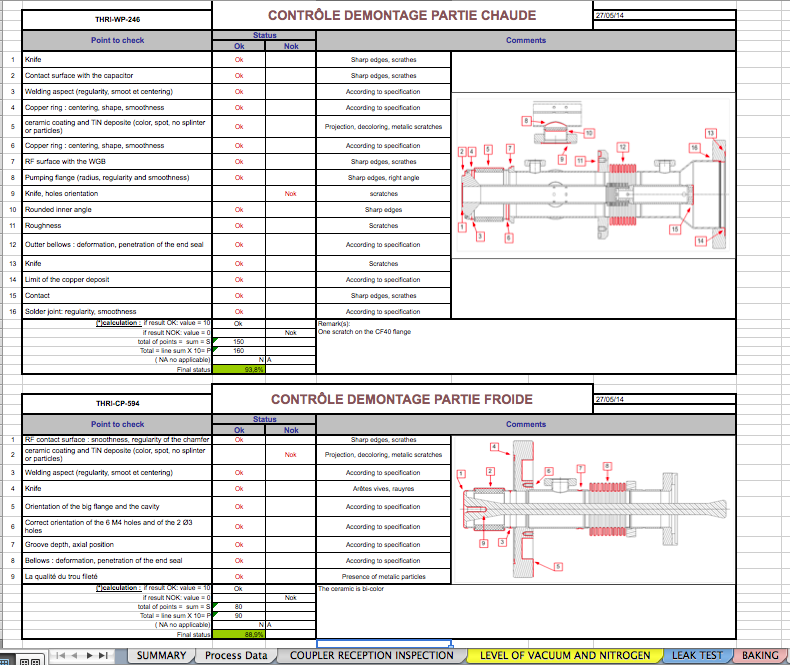 THRI-WP-246 CONTRÔLE DEMONTAGE PARTIE CHAUDE 27/05/14
Point to check Status Comments
Ok Nok
1 Knife Ok Sharp edges, scrathes
2 Contact surface with the capacitor Ok Sharp edges, scrathes
3 Welding aspect (regularity, smoot et centering) Ok According to specification
4 Copper ring : centering, shape, smoothness Ok According to specification
5 ceramic coating and TiN deposite (color, spot, no splinter or particles) Ok Projection, decoloring, metalic scratches
6 Copper ring : centering, shape, smoothness Ok According to specification
7 RF surface with the WGB Ok Sharp edges, scrathes
8 Pumping flange (radius, regularity and smoothness) Ok Sharp edges, right angle
9 Knife, holes orientation Nok scratches
10 Rounded inner angle Ok Sharp edges
11 Roughness Ok Scratches
12 Outter bellows : deformation, penetration of the end seal Ok According to specification
13 Knife Ok Scratches
14 Limit of the copper deposit Ok According to specification
15 Contact Ok Sharp edges, scrathes
16 Solder joint: regularity, smoothness Ok According to specification
(*)calculation : if result OK: value = 10 Ok Remark(s):
if result NOK: value = 0 Nok One scratch on the CF40 flange
total of points = sum = S 150
Total = line sum X 10= P 160
( NA no applicable) N A
Final status 93,8%
8 10 13
2 4 5 7 9 11 12 16
1 3 6 15 14
THRI-CP-594 CONTRÔLE DEMONTAGE PARTIE FROIDE 27/05/14
Point to check Status Comments
Ok Nok
1 RF contact surface : snoothness, regularity of the chamfer Ok Sharp edges, scrathes
2 ceramic coating and TiN deposite (color, spot, no splinter or particles) Nok Projection, decoloring, metalic scratches
3 Welding aspect (regularity, smoot et centering) Ok According to specification
4 Knife Ok Arêtes vives, rauyres
5 Orientation of the big flange and the cavity Ok According to specification
6 Correct orientation of the 6 M4 holes and of the 2 Ø3 holes Ok According to specification
7 Groove depth, axial position Ok According to specification
8 Bellows : deformation, penetration of the end seal Ok According to specification
9 La qualité du trou fileté Ok Presence of metalic particles
(*)calculation : if result OK: value = 10 Ok The ceramic is bi-color
if result NOK: value = 0 Nok
total of points = sum = S 80
Total = line sum X 10= P 90
( NA no applicable) N A
Final status 88,9%
4
1 2 6 7 8
9 3 5
SUMMARY Process Data COUPLER RECEPTION INSPECTION LEVEL OF VACUUM AND NITROGEN LEAK TEST BAKING